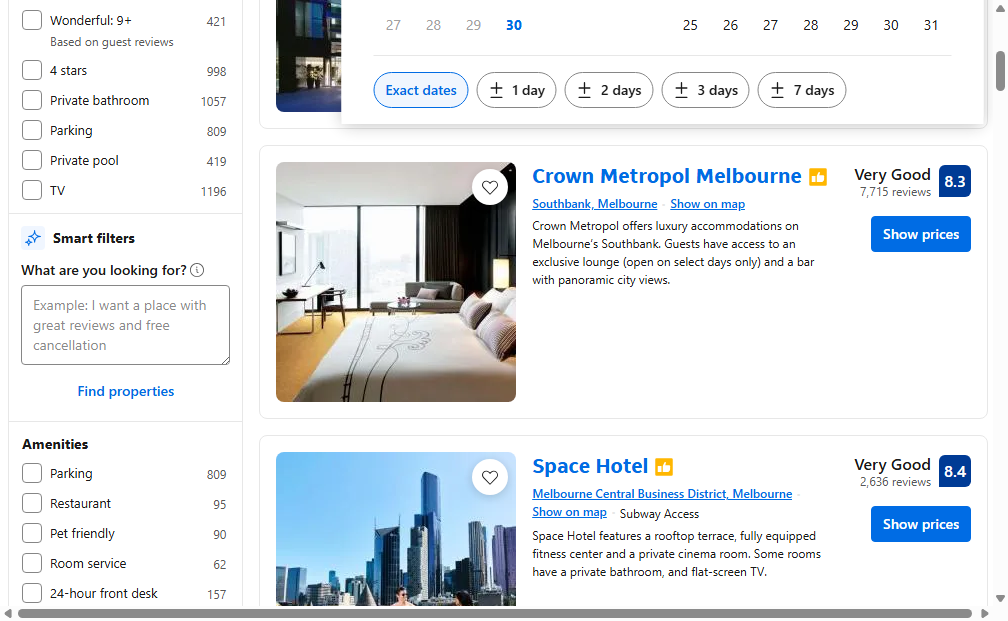 Wonderful: 9+ 421
Based on guest reviews
4 stars 998
Private bathroom 1057
Parking 809
Private pool 419
TV 1196
Smart filters
What are you looking for?
Example: I want a place with
great reviews and free
cancellation
Find properties
Amenities
Parking 809
Restaurant 95
Pet friendly 90
Room service 62
24-hour front desk 157
27 28 29 30 25 26 27 28 29 30 31
Exact dates ± 1 day ± 2 days ± 3 days ± 7 days
Crown Metropol Melbourne
Southbank, Melbourne · Show on map
Crown Metropol offers luxury accommodations on
Melbourne's Southbank. Guests have access to an
exclusive lounge (open on select days only) and a bar
with panoramic city views.
Very Good 8.3
7,715 reviews
Show prices
Space Hotel
Melbourne Central Business District, Melbourne ·
Show on map · Subway Access
Space Hotel features a rooftop terrace, fully equipped
fitness center and a private cinema room. Some rooms
have a private bathroom, and flat-screen TV.
Very Good 8.4
2,636 reviews
Show prices